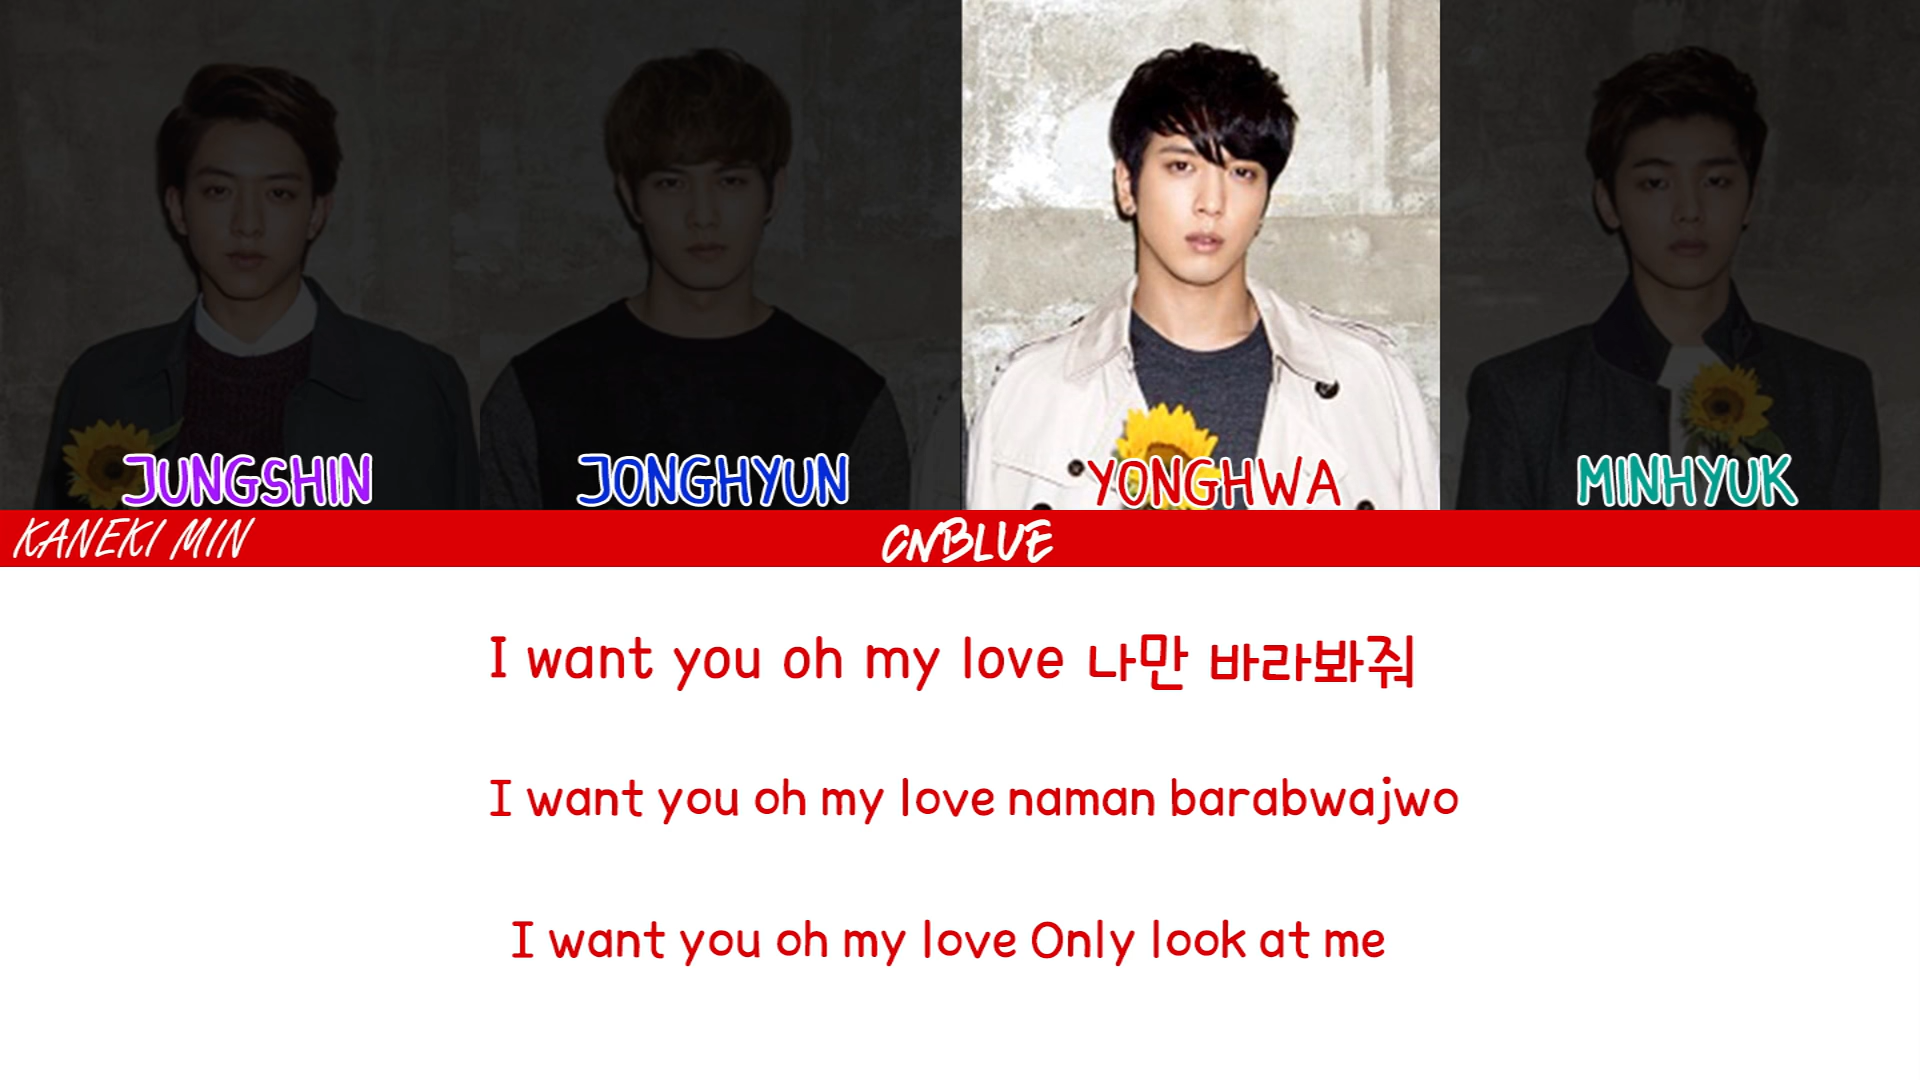 JUNGSHIN
JONGHYUN
YONGHWA
MINHYUK
KANEKI MIN
CNBLUE
I want you oh my love 나만 바라봐줘
I want you oh my love naman barabwajwo
I want you oh my love Only look at me